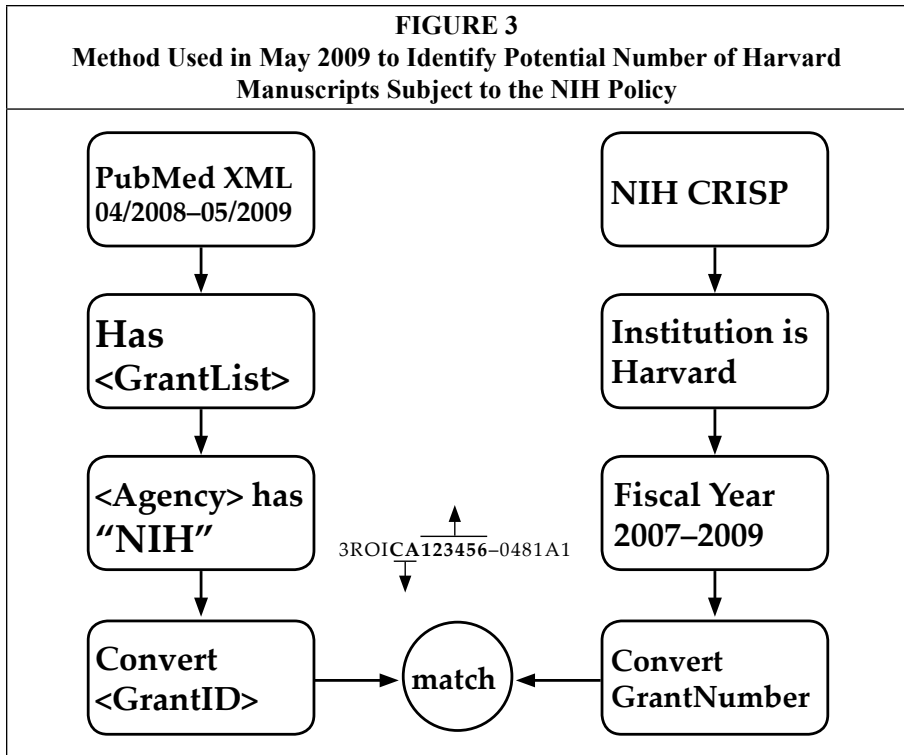 FIGURE 3
Method Used in May 2009 to Identify Potential Number of Harvard
Manuscripts Subject to the NIH Policy
PubMed XML
04/2008–05/2009
Has
<GrantList>
<Agency> has
“NIH”
Convert
<GrantID>
3ROICA123456–0481A1
match
NIH CRISP
Institution is
Harvard
Fiscal Year
2007–2009
Convert
GrantNumber